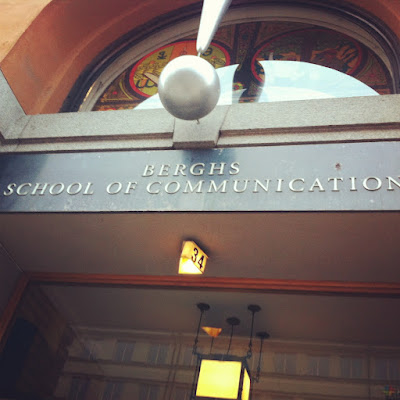 BERGHS
SCHOOL OF COMMUNICATION
34